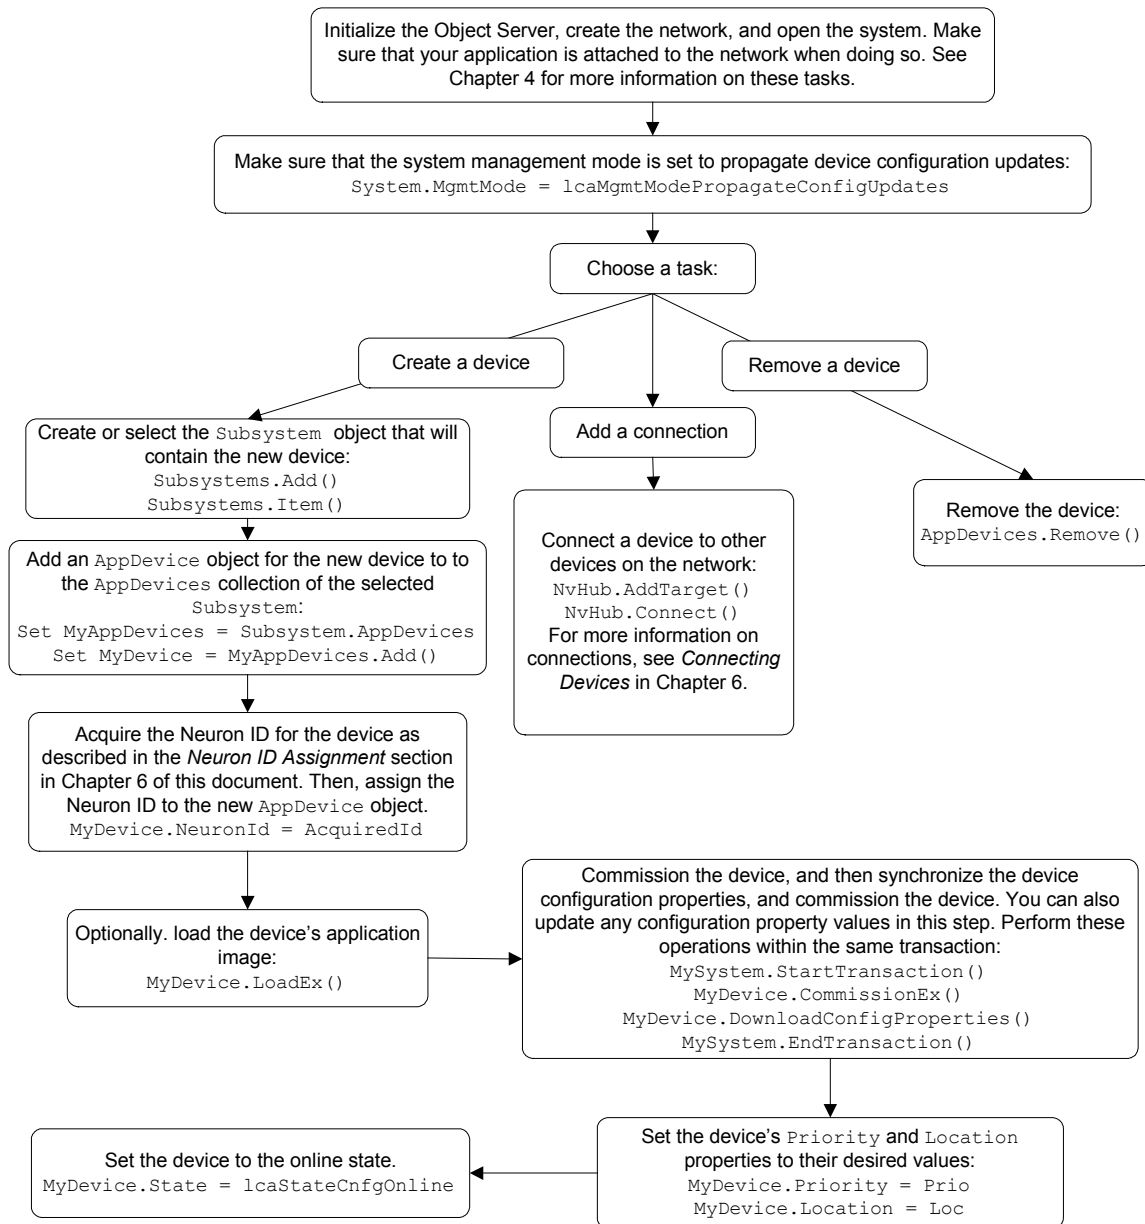 Initialize the Object Server, create the network, and open the system. Make
sure that your application is attached to the network when doing so. See
Chapter 4 for more information on these tasks.
Make sure that the system management mode is set to propagate device configuration updates:
System.MgmtMode = lcaMgmtModePropagateConfigUpdates
Choose a task:
Create a device
Remove a device
Add a connection
Create or select the Subsystem object that will
contain the new device:
Subsystems.Add()
Subsystems.Item()
Add an AppDevice object for the new device to to
the AppDevices collection of the selected
Subsystem:
Set MyAppDevices = Subsystem.AppDevices
Set MyDevice = MyAppDevices.Add()
Connect a device to other
devices on the network:
NvHub.AddTarget()
NvHub.Connect()
For more information on
connections, see Connecting
Devices in Chapter 6.
Remove the device:
AppDevices.Remove()
Acquire the Neuron ID for the device as
described in the Neuron ID Assignment section
in Chapter 6 of this document. Then, assign the
Neuron ID to the new AppDevice object.
MyDevice.NeuronId = AcquiredId
Optionally. load the device's application
image:
MyDevice.LoadEx()
Commission the device, and then synchronize the device
configuration properties, and commission the device. You can also
update any configuration property values in this step. Perform these
operations within the same transaction:
MySystem.StartTransaction()
MyDevice.CommissionEx()
MyDevice.DownloadConfigProperties()
MySystem.EndTransaction()
Set the device's Priority and Location
properties to their desired values:
MyDevice.Priority = Prio
MyDevice.Location = Loc
Set the device to the online state.
MyDevice.State = lcaStateCnfgOnline